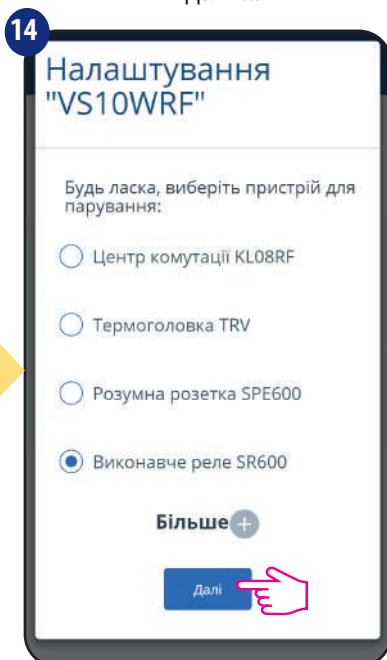 14
Налаштування
"VS10WRF"
Будь ласка, виберіть пристрій для
парування:
Центр комутації KL08RF
Термоголовка TRV
Розумна розетка SPE600
Виконавче реле SR600
Більше +
Далі